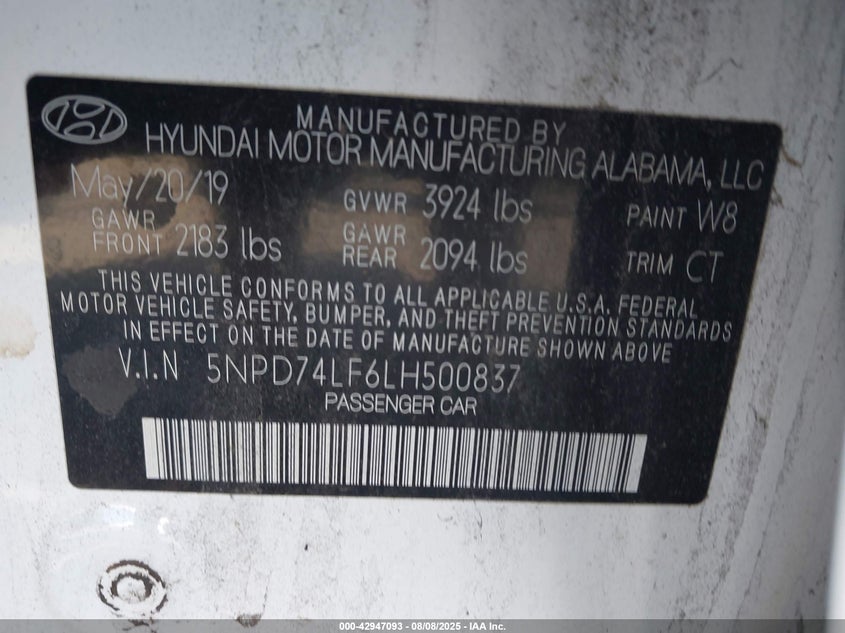 MANUFACTURED BY
HYUNDAI MOTOR MANUFACTURING ALABAMA, LLC
May/20/19 GVWR 3924 lbs PAINT W8
GAWR FRONT 2183 lbs GAWR REAR 2094 lbs TRIM CT
THIS VEHICLE CONFORMS TO ALL APPLICABLE U.S.A. FEDERAL
MOTOR VEHICLE SAFETY, BUMPER, AND THEFT PREVENTION STANDARDS
IN EFFECT ON THE DATE OF MANUFACTURE SHOWN ABOVE
V.I.N 5NPD74LF6LH500837
PASSENGER CAR
000-42947093 - 08/08/2025 - IAA Inc.